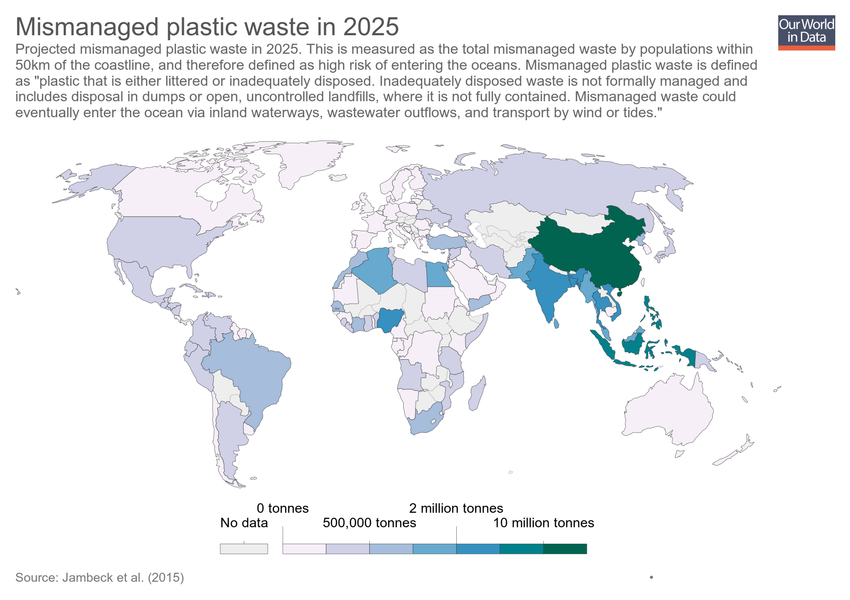 Mismanaged plastic waste in 2025
Our World
in Data
Projected mismanaged plastic waste in 2025. This is measured as the total mismanaged waste by populations within
50km of the coastline, and therefore defined as high risk of entering the oceans. Mismanaged plastic waste is defined
as "plastic that is either littered or inadequately disposed. Inadequately disposed waste is not formally managed and
includes disposal in dumps or open, uncontrolled landfills, where it is not fully contained. Mismanaged waste could
eventually enter the ocean via inland waterways, wastewater outflows, and transport by wind or tides."
0 tonnes
2 million tonnes
No data
500,000 tonnes
10 million tonnes
Source: Jambeck et al. (2015)